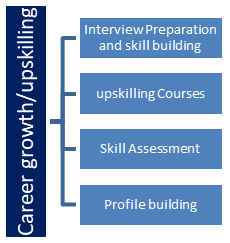 Career growth/upskilling
Interview Preparation
and skill building
upskilling Courses
Skill Assessment
Profile building